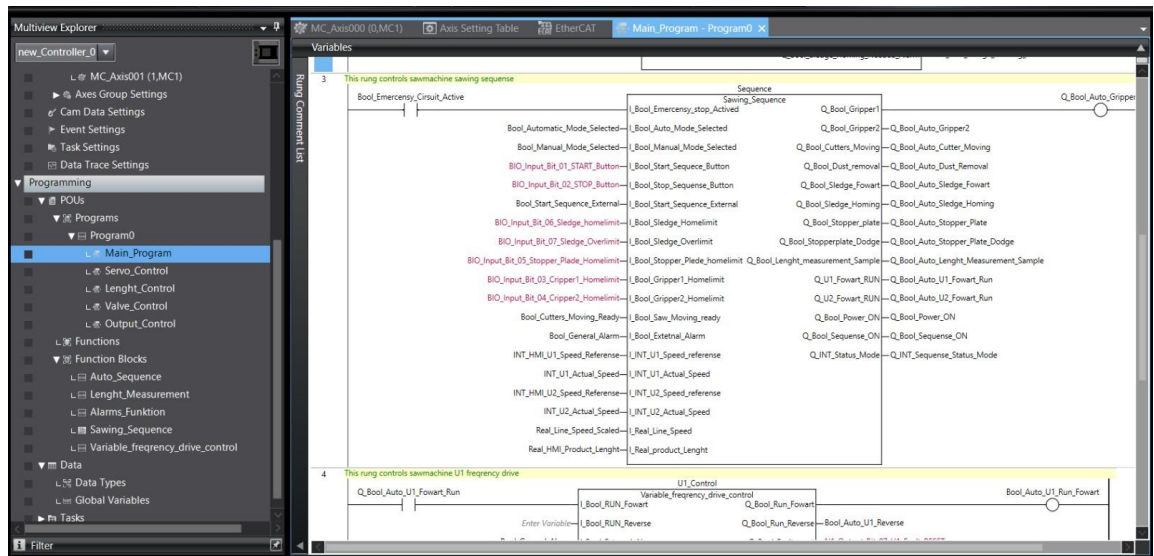 Multiview Explorer
new_Controller_0
MC_Axis001 (1,MC1)
Axes Group Settings
Cam Data Settings
Event Settings
Task Settings
Data Trace Settings
Programming
POUs
Programs
Program0
Main_Program
Servo_Control
Lenght_Control
Valve_Control
Output_Control
Functions
Function Blocks
Auto_Sequence
Lenght_Measurement
Alarms_Funktion
Sawing_Sequence
Variable_freqrency_drive_control
Data
Data Types
Global Variables
Tasks
Filter
MC_Axis000 (0,MC1) Axis Setting Table EtherCAT Main_Program - Program0
Variables
Rung Comment List
3 This rung controls sawmachine sawing sequense
Sequence
Bool_Emercensy_Cirsuit_Active Sawing_Sequence Q_Bool_Auto_Gripper
I_Bool_Emercensy_stop_Actived Q_Bool_Gripper1
Bool_Automatic_Mode_Selected I_Bool_Auto_Mode_Selected Q_Bool_Gripper2 Q_Bool_Auto_Gripper2
Bool_Manual_Mode_Selected I_Bool_Manual_Mode_Selected Q_Bool_Cutters_Moving Q_Bool_Auto_Cutter_Moving
BIO_Input_Bit_01_START_Button I_Bool_Start_Sequece_Button Q_Bool_Dust_removal Q_Bool_Auto_Dust_Removal
BIO_Input_Bit_02_STOP_Button I_Bool_Stop_Sequense_Button Q_Bool_Sledge_Fowart Q_Bool_Auto_Sledge_Fowart
Bool_Start_Sequence_External I_Bool_Start_Sequence_External Q_Bool_Sledge_Homing Q_Bool_Auto_Sledge_Homing
BIO_Input_Bit_06_Sledge_homelimit I_Bool_Sledge_Homelimit Q_Bool_Stopper_plate Q_Bool_Auto_Stopper_Plate
BIO_Input_Bit_07_Sledge_Overlimit I_Bool_Sledge_Overlimit Q_Bool_Stopperplate_Dodge Q_Bool_Auto_Stopper_Plate_Dodge
BIO_Input_Bit_05_Stopper_Plade_Homelimit I_Bool_Stopper_Plede_homelimit Q_Bool_Lenght_measurement_Sample Q_Bool_Auto_Lenght_Measurement_Sample
BIO_Input_Bit_03_Cripper1_Homelimit I_Bool_Gripper1_Homelimit Q_U1_Fowart_RUN Q_Bool_Auto_U1_Fowart_Run
BIO_Input_Bit_04_Cripper2_Homelimit I_Bool_Gripper2_Homelimit Q_U2_Fowart_RUN Q_Bool_Auto_U2_Fowart_Run
Bool_Cutters_Moving_Ready I_Bool_Saw_Moving_ready Q_Bool_Power_ON Q_Bool_Power_ON
Bool_General_Alarm I_Bool_Extetnal_Alarm Q_Bool_Sequense_ON Q_Bool_Sequense_ON
INT_HMI_U1_Speed_Reference I_INT_U1_Speed_referense Q_INT_Status_Mode Q_INT_Sequense_Status_Mode
INT_U1_Actual_Speed I_INT_U1_Actual_Speed
INT_HMI_U2_Speed_Reference I_INT_U2_Speed_reference
INT_U2_Actual_Speed I_INT_U2_Actual_Speed
Real_Line_Speed_Scaled I_Real_Line_Speed
Real_HMI_Product_Lenght I_Real_product_Lenght
4 This rung controls sawmachine U1 freqrency drive
U1_Control
Q_Bool_Auto_U1_Fowart_Run Variable_freqrency_drive_control Bool_Auto_U1_Run_Fowart
I_Bool_RUN_Fowart Q_Bool_Run_Fowart
Enter Variable I_Bool_RUN_Reverse Q_Bool_Run_Reverse Bool_Auto_U1_Reverse